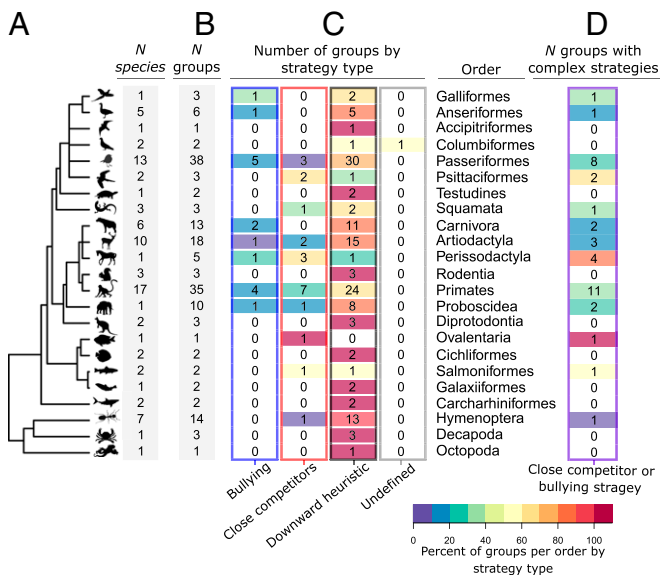 A B C D
N species
N groups
Number of groups by strategy type
Order
N groups with complex strategies
1 3 1 0 2 0 Galliformes 1
5 6 1 0 5 0 Anseriformes 1
1 1 0 0 1 0 Accipitriformes 0
2 2 0 0 1 1 Columbiformes 0
13 38 5 3 30 0 Passeriformes 8
2 3 0 2 1 0 Psittaciformes 2
1 2 0 0 2 0 Testudines 0
3 3 0 1 2 0 Squamata 1
6 13 2 0 11 0 Carnivora 2
10 18 1 2 15 0 Artiodactyla 3
1 5 1 3 1 0 Perissodactyla 4
3 3 0 0 3 0 Rodentia 0
17 35 4 7 24 0 Primates 11
1 10 1 1 8 0 Proboscidea 2
2 3 0 0 3 0 Diprotodontia 0
1 1 0 1 0 0 Ovalentaria 1
2 2 0 0 2 0 Cichliformes 0
2 2 0 1 1 0 Salmoniformes 1
1 2 0 0 2 0 Galaxiiformes 0
2 2 0 0 2 0 Carcharhiniformes 0
7 14 0 1 13 0 Hymenoptera 1
1 3 0 0 3 0 Decapoda 0
1 1 0 0 1 0 Octopoda 0
Bullying
Close competitors
Downward heuristic
Undefined
Close competitor or
bullying stragey
0 20 40 60 80 100
Percent of groups per order by
strategy type